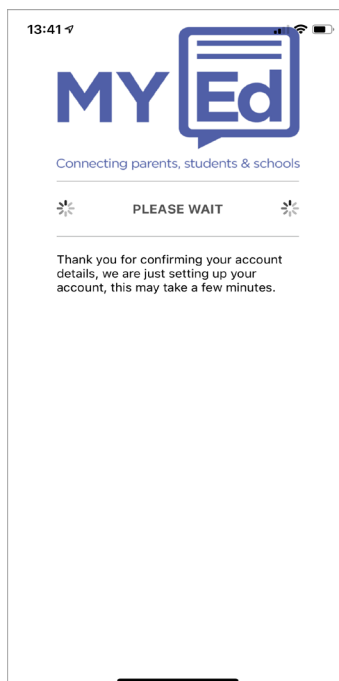 13:41
MY Ed
Connecting parents, students & schools
PLEASE WAIT
Thank you for confirming your account
details, we are just setting up your
account, this may take a few minutes.